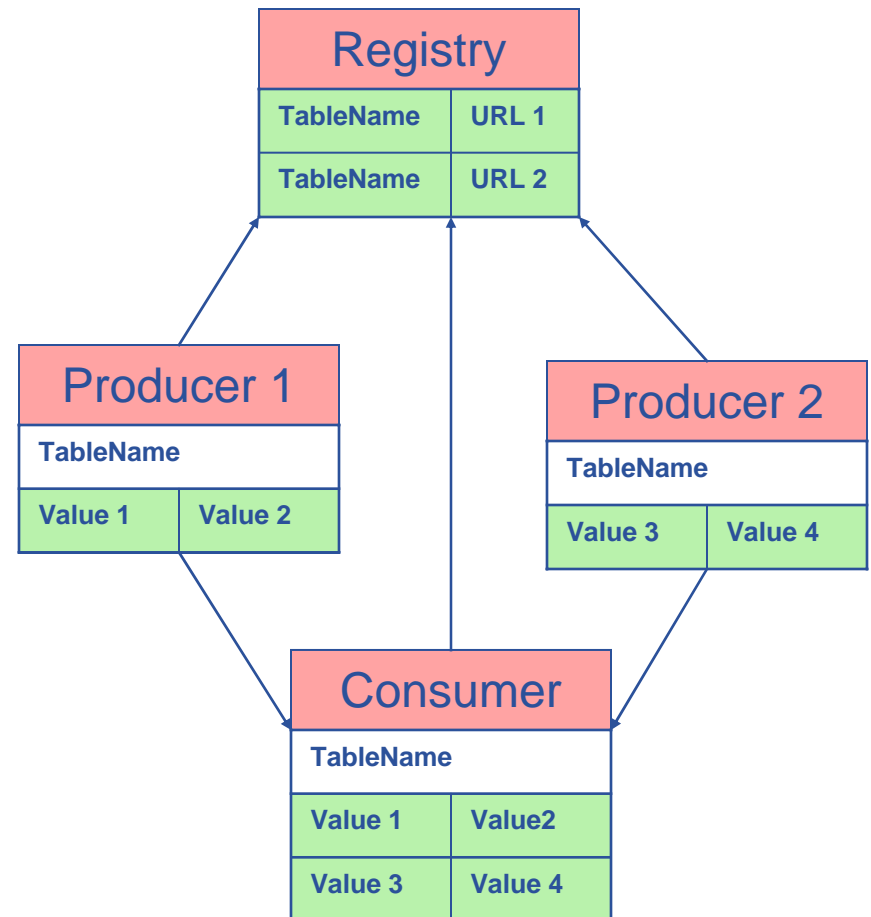 Registry
TableName URL 1
TableName URL 2
Producer 1
TableName
Value 1 Value 2
Producer 2
TableName
Value 3 Value 4
Consumer
TableName
Value 1 Value2
Value 3 Value 4